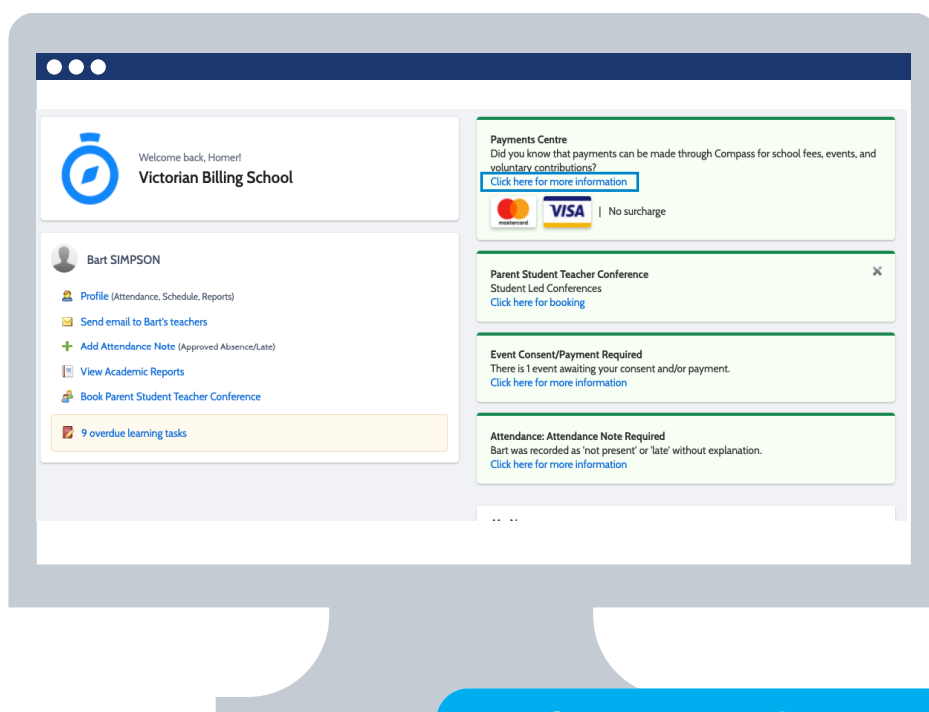 Welcome back, Homer!
Victorian Billing School
Bart SIMPSON
Profile (Attendance, Schedule, Reports)
Send email to Bart's teachers
Add Attendance Note (Approved Absence/Late)
View Academic Reports
Book Parent Student Teacher Conference
9 overdue learning tasks
Payments Centre
Did you know that payments can be made through Compass for school fees, events, and
voluntary contributions?
Click here for more information
mastercard VISA | No surcharge
Parent Student Teacher Conference
Student Led Conferences
Click here for booking
Event Consent/Payment Required
There is 1 event awaiting your consent and/or payment.
Click here for more information
Attendance: Attendance Note Required
Bart was recorded as 'not present' or 'late' without explanation.
Click here for more information